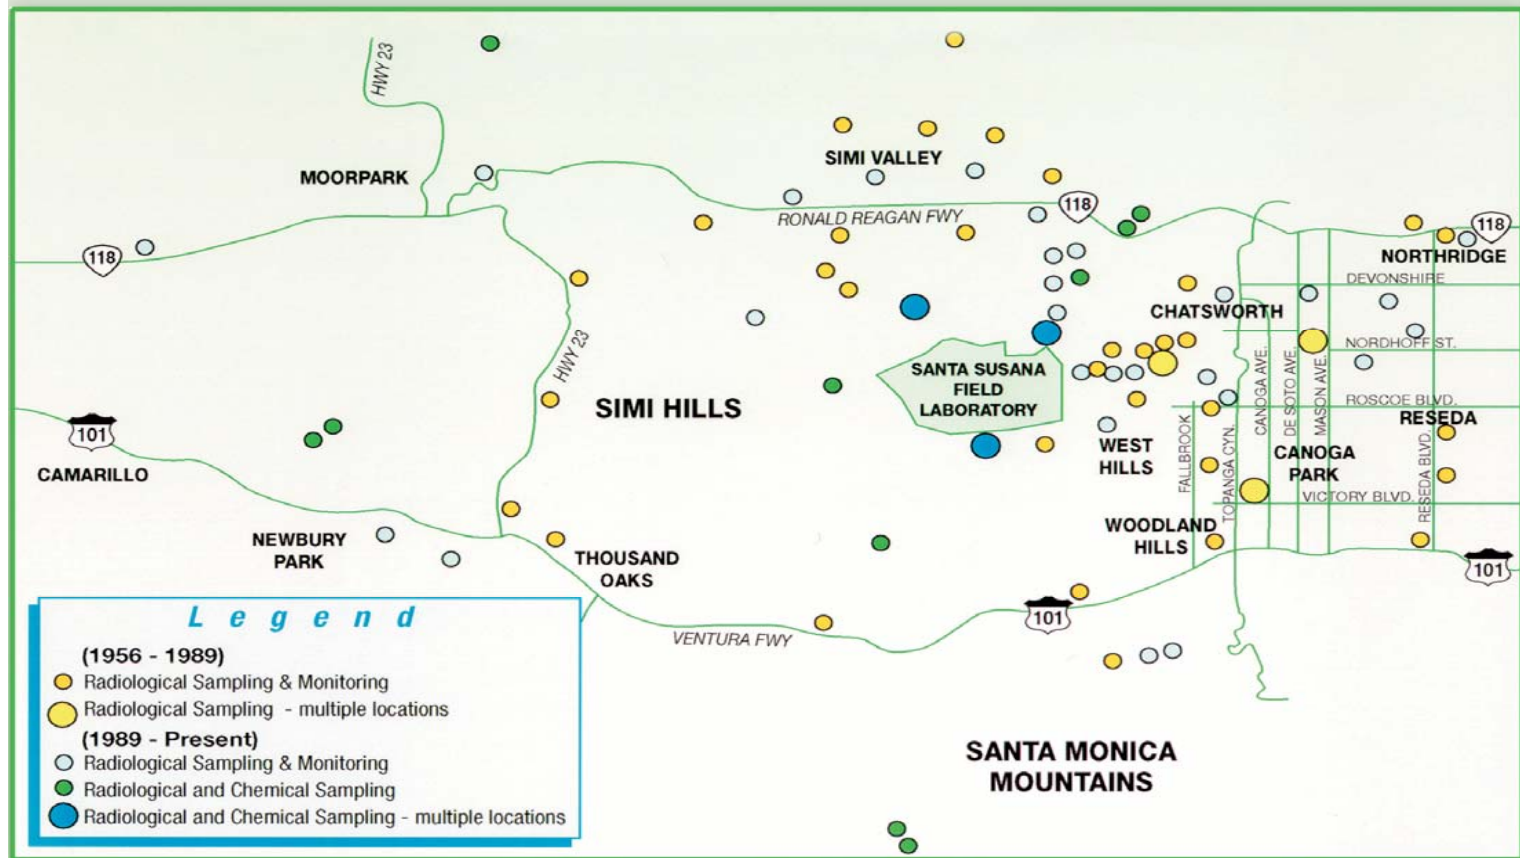 HWY 23
SIMI VALLEY
MOORPARK
RONALD REAGAN FWY
118
118
118
NORTHRIDGE
DEVONSHIRE
CHATSWORTH
HWY 23
NORDHOFF ST.
SANTA SUSANA
FIELD
LABORATORY
CANOGA AVE.
DE SOTO AVE.
MASON AVE.
ROSCOE BLVD.
SIMI HILLS
RESEDA
101
CAMARILLO
WEST
HILLS
FALLBROOK
TOPANGA CYN.
CANOGA
PARK
RESEDA BLVD.
VICTORY BLVD.
NEWBURY
PARK
WOODLAND
HILLS
THOUSAND
OAKS
101
101
VENTURA FWY
SANTA MONICA
MOUNTAINS
Legend
(1956 - 1989)
Radiological Sampling & Monitoring
Radiological Sampling - multiple locations
(1989 - Present)
Radiological Sampling & Monitoring
Radiological and Chemical Sampling
Radiological and Chemical Sampling - multiple locations